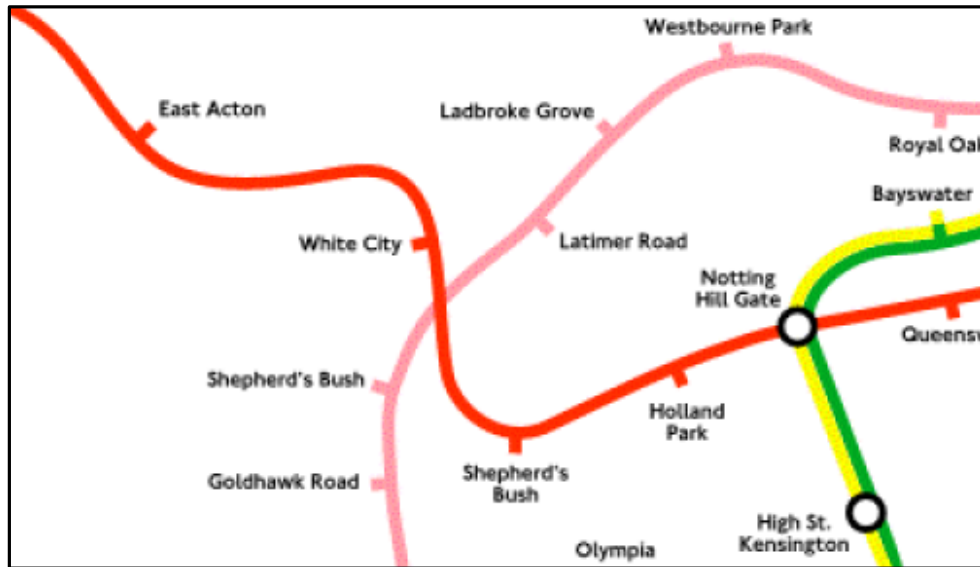 Westbourne Park
East Acton
Ladbroke Grove
Royal Oa
Bayswater
White City
Latimer Road
Notting
Hill Gate
Queensw
Shepherd's Bush
Holland
Park
Shepherd's
Bush
Goldhawk Road
High St.
Kensington
Olympia